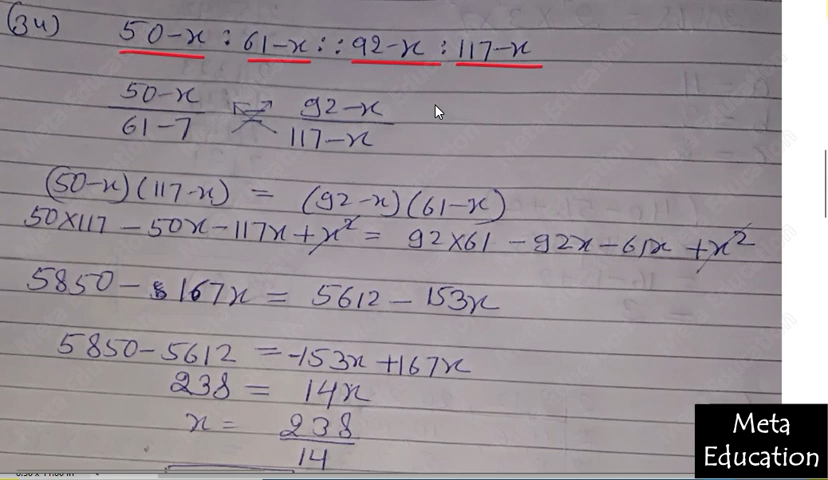 (34) 50-x : 61-x : : 92-x : 117-x
50-x 92-x
61-7 117-x
(50-x)(117-x) = (92-x)(61-x)
50×117 - 50x - 117x + x² = 92×61 - 92x - 61x + x²
5850 - 167x = 5612 - 153x
5850-5612 = -153x +167x
238 = 14x
x = 238
14
Meta
Education